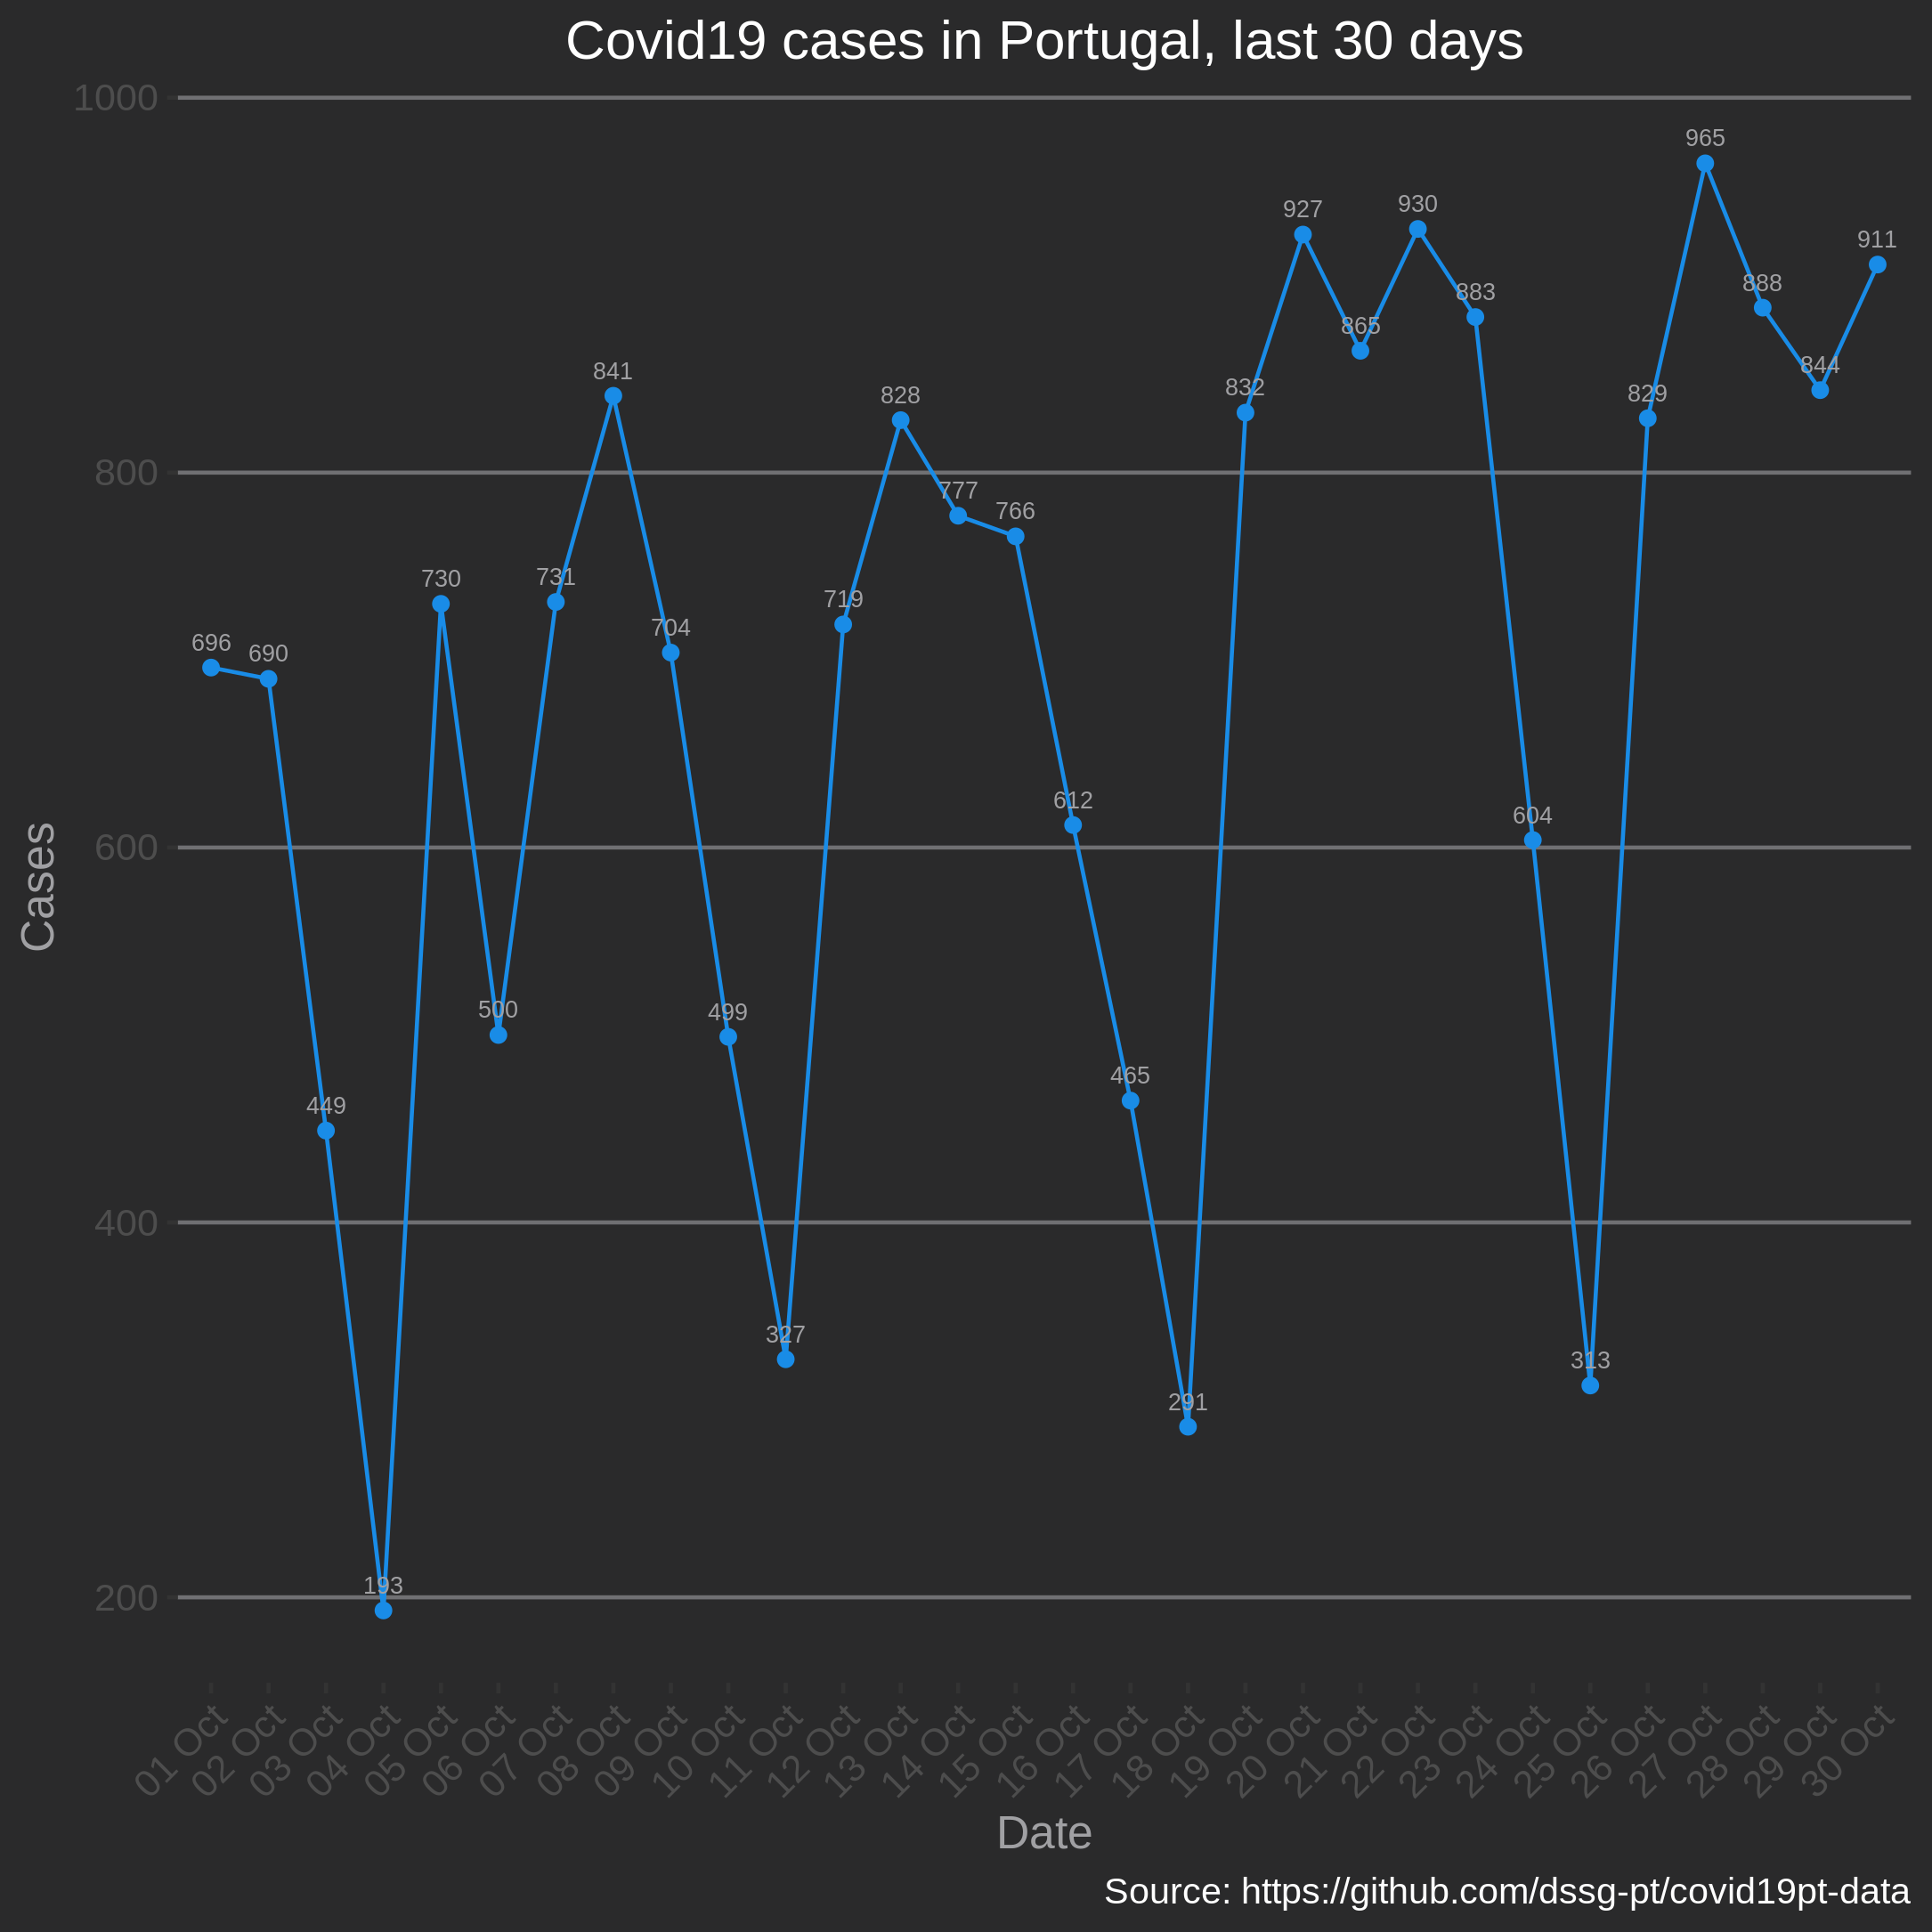 Covid19 cases in Portugal, last 30 days
1000
800
600
400
200
Cases
696
690
449
193
730
500
731
841
704
499
327
719
828
777
766
612
465
291
832
927
865
930
883
604
313
829
965
888
844
911
01 Oct
02 Oct
03 Oct
04 Oct
05 Oct
06 Oct
07 Oct
08 Oct
09 Oct
10 Oct
11 Oct
12 Oct
13 Oct
14 Oct
15 Oct
16 Oct
17 Oct
18 Oct
19 Oct
20 Oct
21 Oct
22 Oct
23 Oct
24 Oct
25 Oct
26 Oct
27 Oct
28 Oct
29 Oct
30 Oct
Date
Source: https://github.com/dssg-pt/covid19pt-data